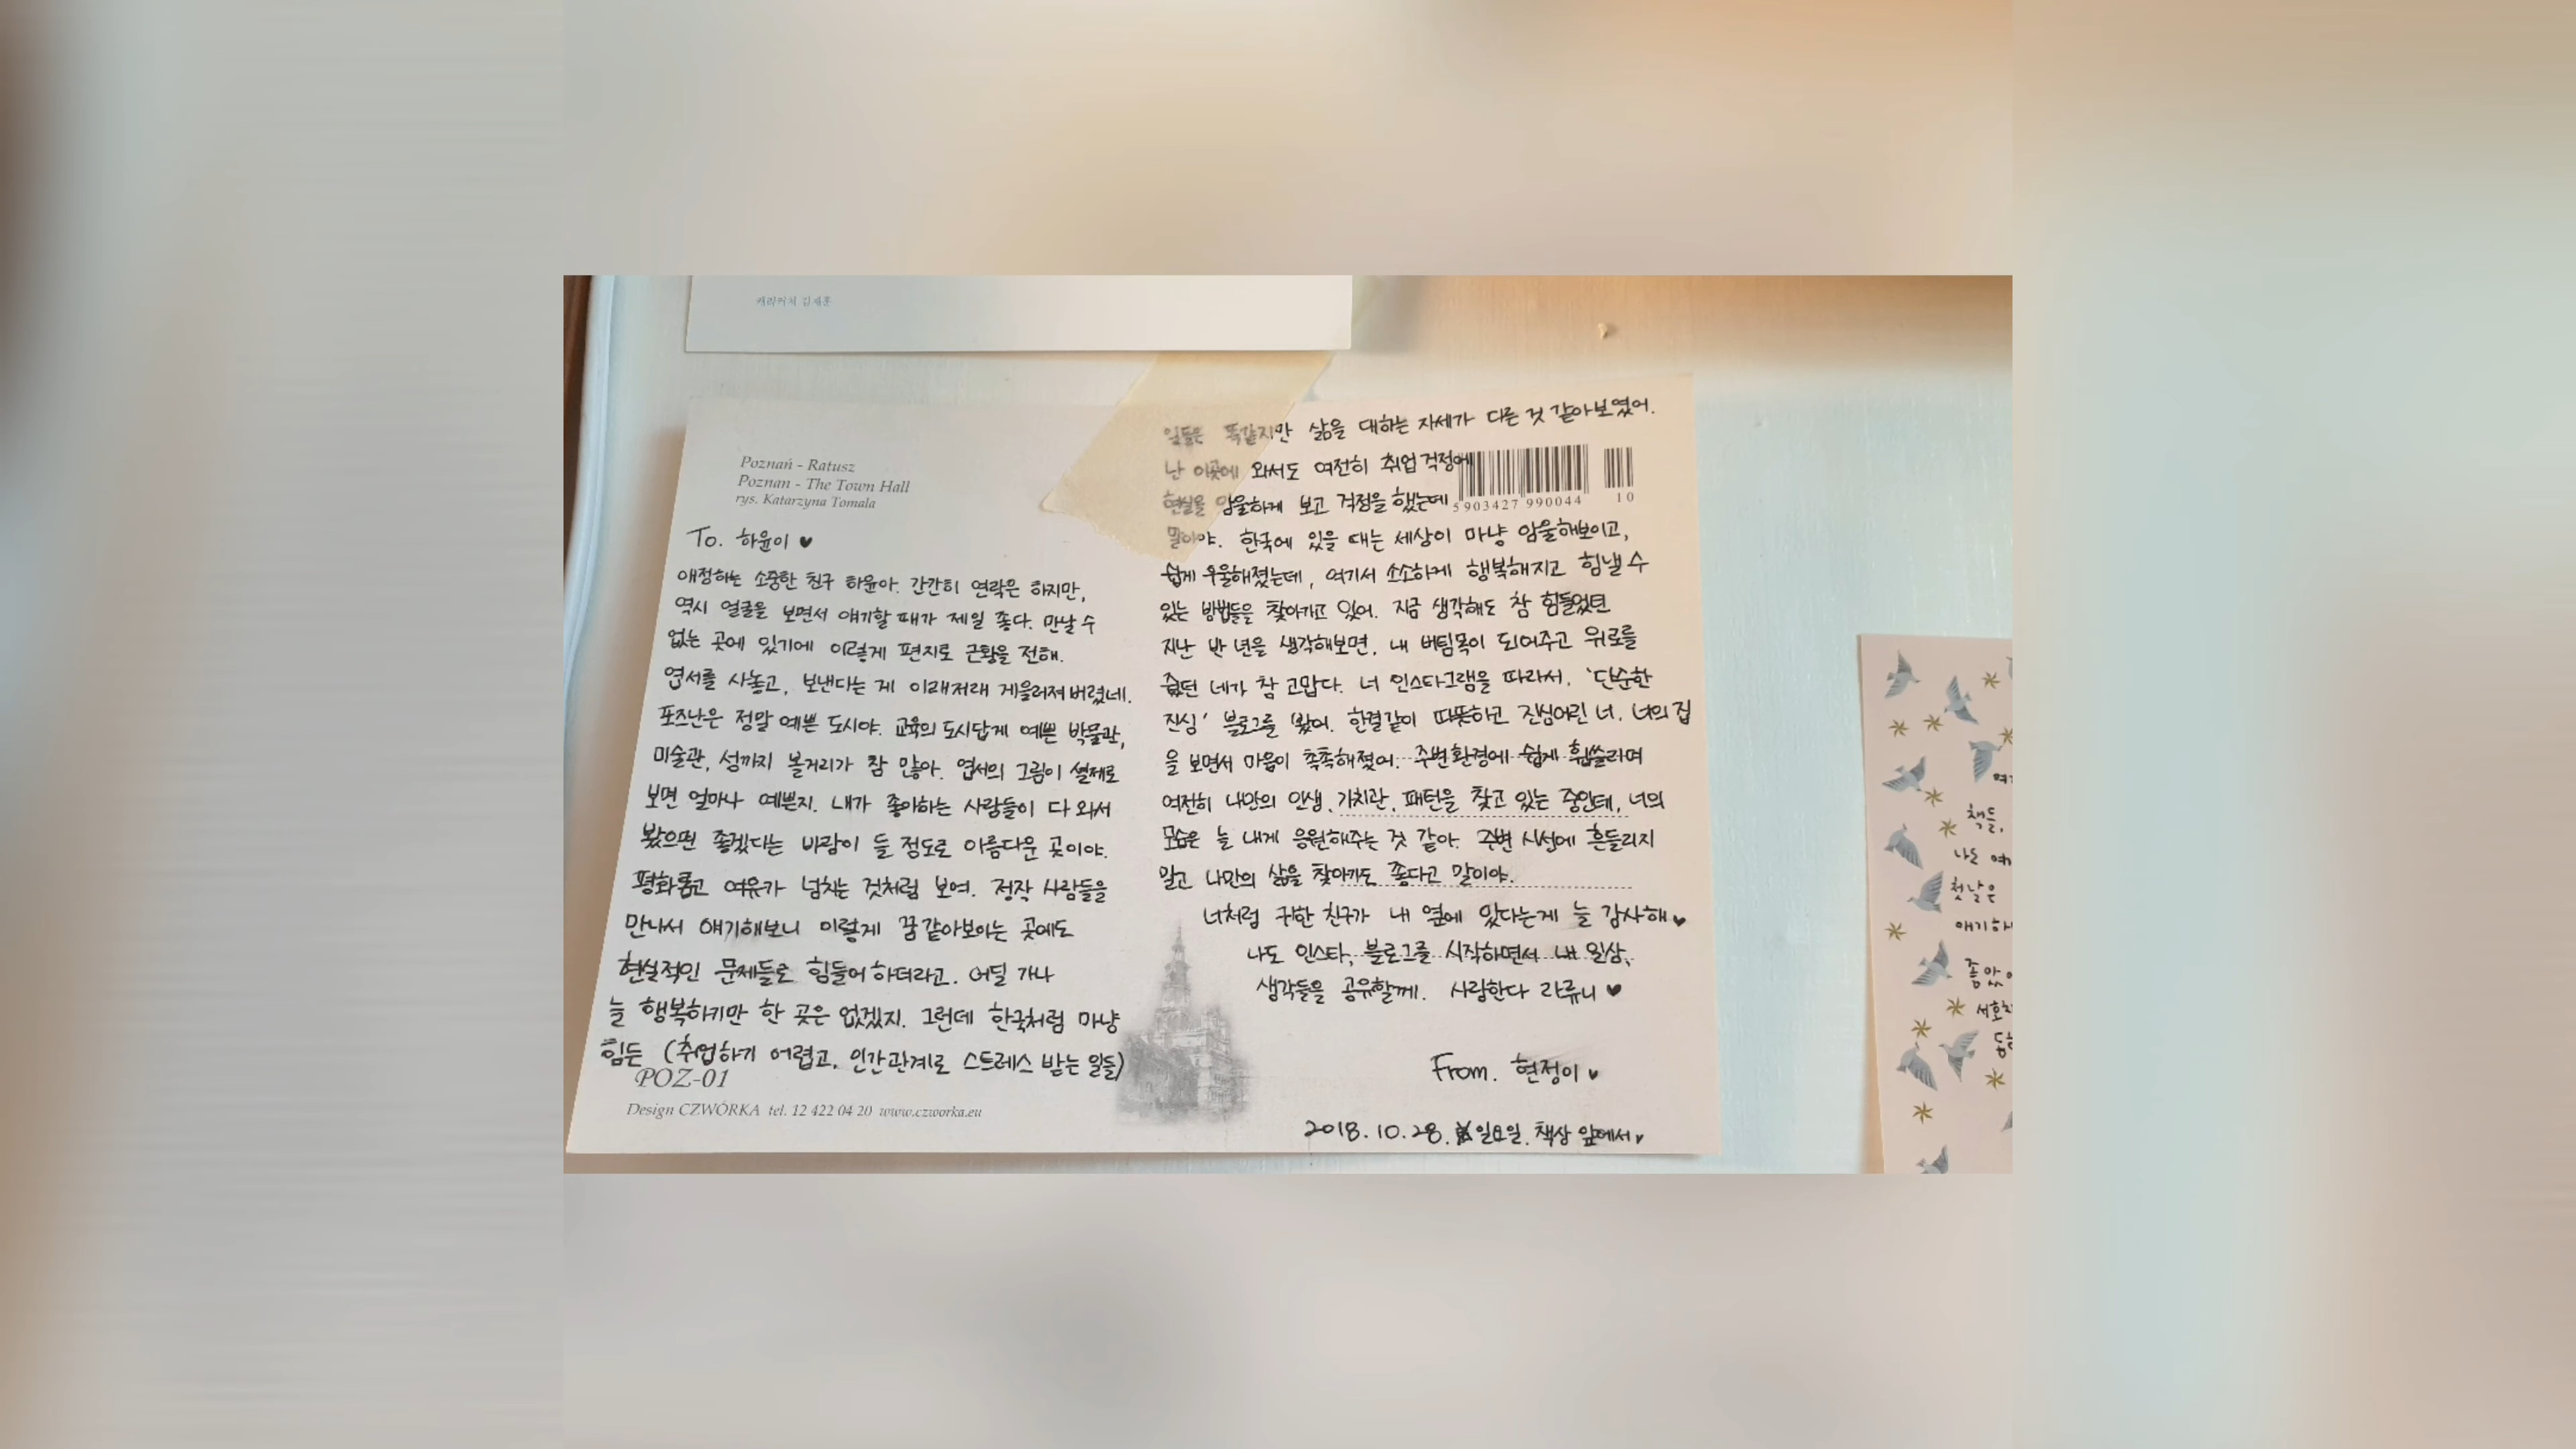 캐리커처 김재훈
Poznań - Ratusz
Poznan - The Town Hall
rys. Katarzyna Tomala
To. 하윤이 ♥
애정하는 소중한 친구 하윤아. 간간히 연락은 하지만,
역시 얼굴을 보면서 얘기할 때가 제일 좋다. 만날 수
없는 곳에 있기에 이렇게 편지로 근황을 전해.
엽서를 사놓고, 보낸다는 게 이래저래 게을러져버렸네.
포즈난은 정말 예쁜 도시야. 교육의 도시답게 예쁜 박물관,
미술관, 성까지 볼거리가 참 많아. 엽서의 그림이 실제로
보면 얼마나 예쁜지. 내가 좋아하는 사람들이 다 와서
봤으면 좋겠다는 바람이 들 정도로 아름다운 곳이야.
평화롭고 여유가 넘치는 것처럼 보여. 정작 사람들을
만나서 얘기해보니 이렇게 꿈같아보이는 곳에도
현실적인 문제들로 힘들어하더라고. 어딜 가나
늘 행복하기만 한 곳은 없겠지. 그런데 한국처럼 마냥
힘든 (취업하기 어렵고, 인간관계로 스트레스 받는 일들)
POZ-01
Design CZWÓRKA tel. 12 422 04 20 www.czworka.eu
일들은 똑같지만 삶을 대하는 자세가 다른 것 같아보였어.
난 이곳에 와서도 여전히 취업 걱정에
현실을 암울하게 보고 걱정을 했는데
5 903427 990044 10
말이야. 한국에 있을 때는 세상이 마냥 암울해보이고,
쉽게 우울해졌는데, 여기서 소소하게 행복해지고 힘낼 수
있는 방법들을 찾아가고 있어. 지금 생각해도 참 힘들었던
지난 반 년을 생각해보면, 내 버팀목이 되어주고 위로를
줬던 네가 참 고맙다. 너 인스타그램을 따라서, '단순한
진심' 블로그를 봤어. 한결같이 따뜻하고 진심어린 너. 너의 집
을 보면서 마음이 촉촉해졌어. 주변환경에 쉽게 휩쓸리며
여전히 나만의 인생, 가치관, 패턴을 찾고 있는 중인데, 너의
모습은 늘 내게 응원해주는 것 같아. 주변 시선에 흔들리지
말고 나만의 삶을 찾아가도 좋다고 말이야.
너처럼 귀한 친구가 내 옆에 있다는게 늘 감사해♥
나도 인스타, 블로그를 시작하면서 내 일상,
생각들을 공유할께. 사랑한다 라류니 ♥
From. 현정이 ♥
2018. 10. 28. 일요일. 책상 앞에서♥
책들,
나도
첫날은
얘기하
좋았